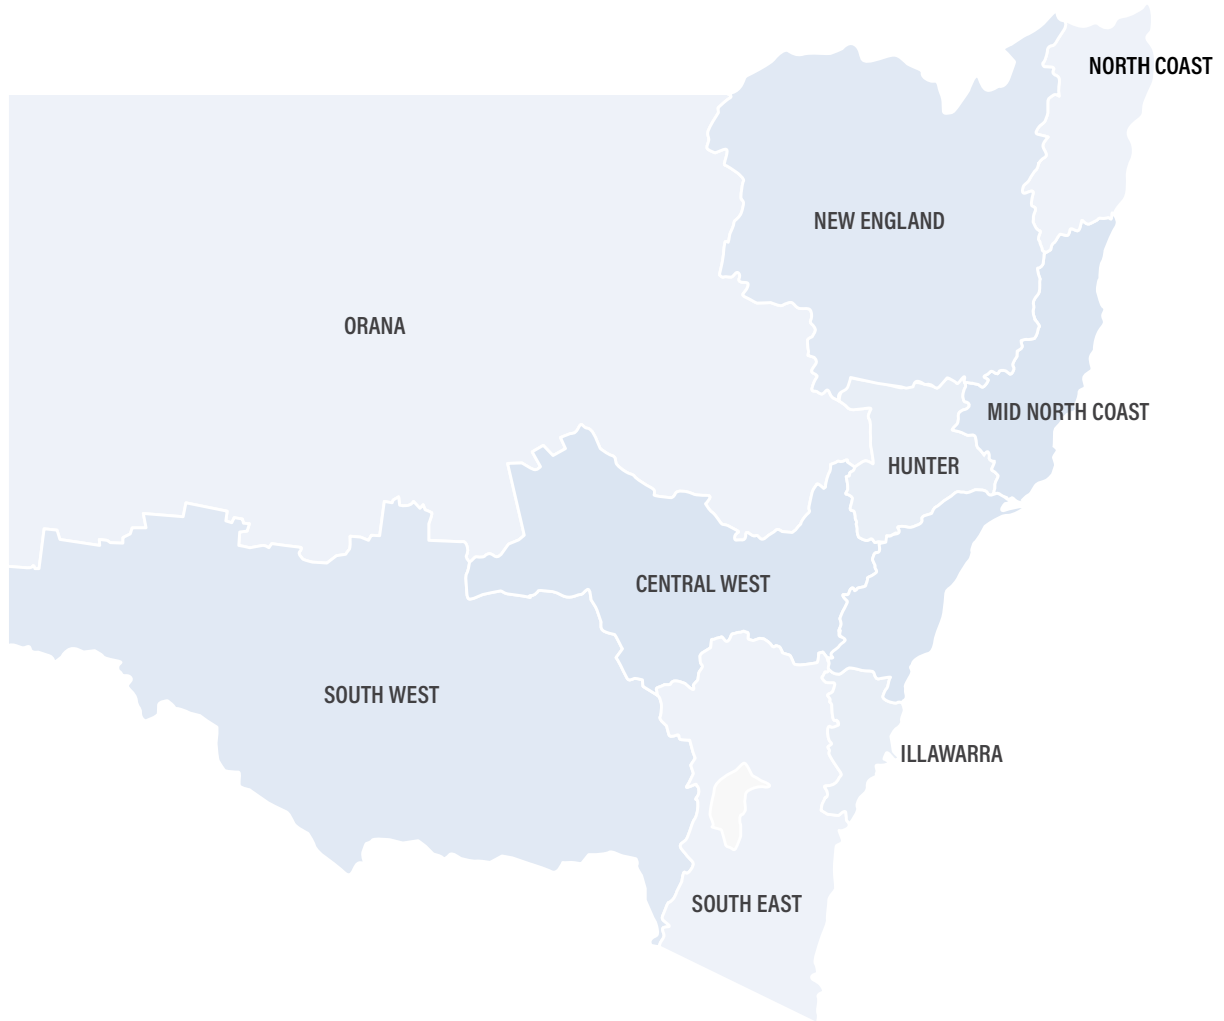 NORTH COAST
NEW ENGLAND
ORANA
MID NORTH COAST
HUNTER
CENTRAL WEST
SOUTH WEST
ILLAWARRA
SOUTH EAST